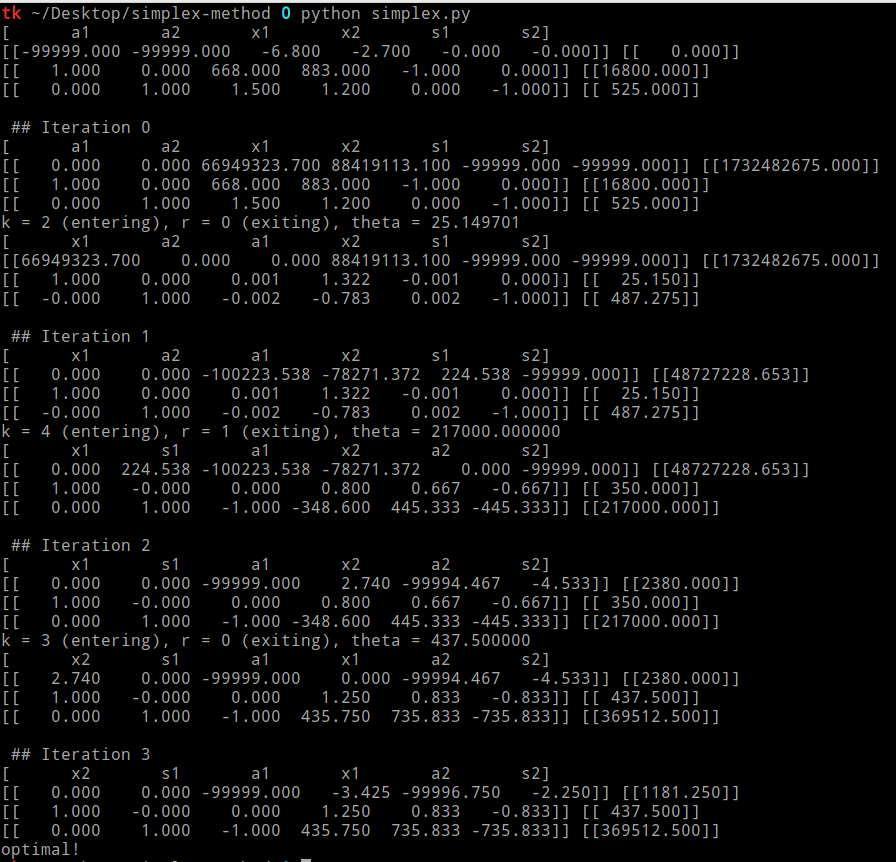 tk ~/Desktop/simplex-method 0 python simplex.py
[      a1       a2       x1       x2       s1       s2]
[[-99999.000 -99999.000   -6.800   -2.700   -0.000   -0.000]] [[   0.000]]
[[   1.000    0.000  668.000  883.000   -1.000    0.000]] [[16800.000]]
[[   0.000    1.000    1.500    1.200    0.000   -1.000]] [[ 525.000]]

 ## Iteration 0
[      a1       a2       x1       x2       s1       s2]
[[   0.000    0.000 66949323.700 88419113.100 -99999.000 -99999.000]] [[1732482675.000]]
[[   1.000    0.000  668.000  883.000   -1.000    0.000]] [[16800.000]]
[[   0.000    1.000    1.500    1.200    0.000   -1.000]] [[ 525.000]]
k = 2 (entering), r = 0 (exiting), theta = 25.149701
[      x1       a2       a1       x2       s1       s2]
[[66949323.700    0.000    0.000 88419113.100 -99999.000 -99999.000]] [[1732482675.000]]
[[   1.000    0.000    0.001    1.322   -0.001    0.000]] [[  25.150]]
[[  -0.000    1.000   -0.002   -0.783    0.002   -1.000]] [[ 487.275]]

 ## Iteration 1
[      x1       a2       a1       x2       s1       s2]
[[   0.000    0.000 -100223.538 -78271.372  224.538 -99999.000]] [[48727228.653]]
[[   1.000    0.000    0.001    1.322   -0.001    0.000]] [[  25.150]]
[[  -0.000    1.000   -0.002   -0.783    0.002   -1.000]] [[ 487.275]]
k = 4 (entering), r = 1 (exiting), theta = 217000.000000
[      x1       s1       a1       x2       a2       s2]
[[   0.000  224.538 -100223.538 -78271.372    0.000 -99999.000]] [[48727228.653]]
[[   1.000   -0.000    0.000    0.800    0.667   -0.667]] [[ 350.000]]
[[   0.000    1.000   -1.000 -348.600  445.333 -445.333]] [[217000.000]]

 ## Iteration 2
[      x1       s1       a1       x2       a2       s2]
[[   0.000    0.000 -99999.000    2.740 -99994.467   -4.533]] [[2380.000]]
[[   1.000   -0.000    0.000    0.800    0.667   -0.667]] [[ 350.000]]
[[   0.000    1.000   -1.000 -348.600  445.333 -445.333]] [[217000.000]]
k = 3 (entering), r = 0 (exiting), theta = 437.500000
[      x2       s1       a1       x1       a2       s2]
[[   2.740    0.000 -99999.000    0.000 -99994.467   -4.533]] [[2380.000]]
[[   1.000   -0.000    0.000    1.250    0.833   -0.833]] [[ 437.500]]
[[   0.000    1.000   -1.000  435.750  735.833 -735.833]] [[369512.500]]

 ## Iteration 3
[      x2       s1       a1       x1       a2       s2]
[[   0.000    0.000 -99999.000   -3.425 -99996.750   -2.250]] [[1181.250]]
[[   1.000   -0.000    0.000    1.250    0.833   -0.833]] [[ 437.500]]
[[   0.000    1.000   -1.000  435.750  735.833 -735.833]] [[369512.500]]
optimal!